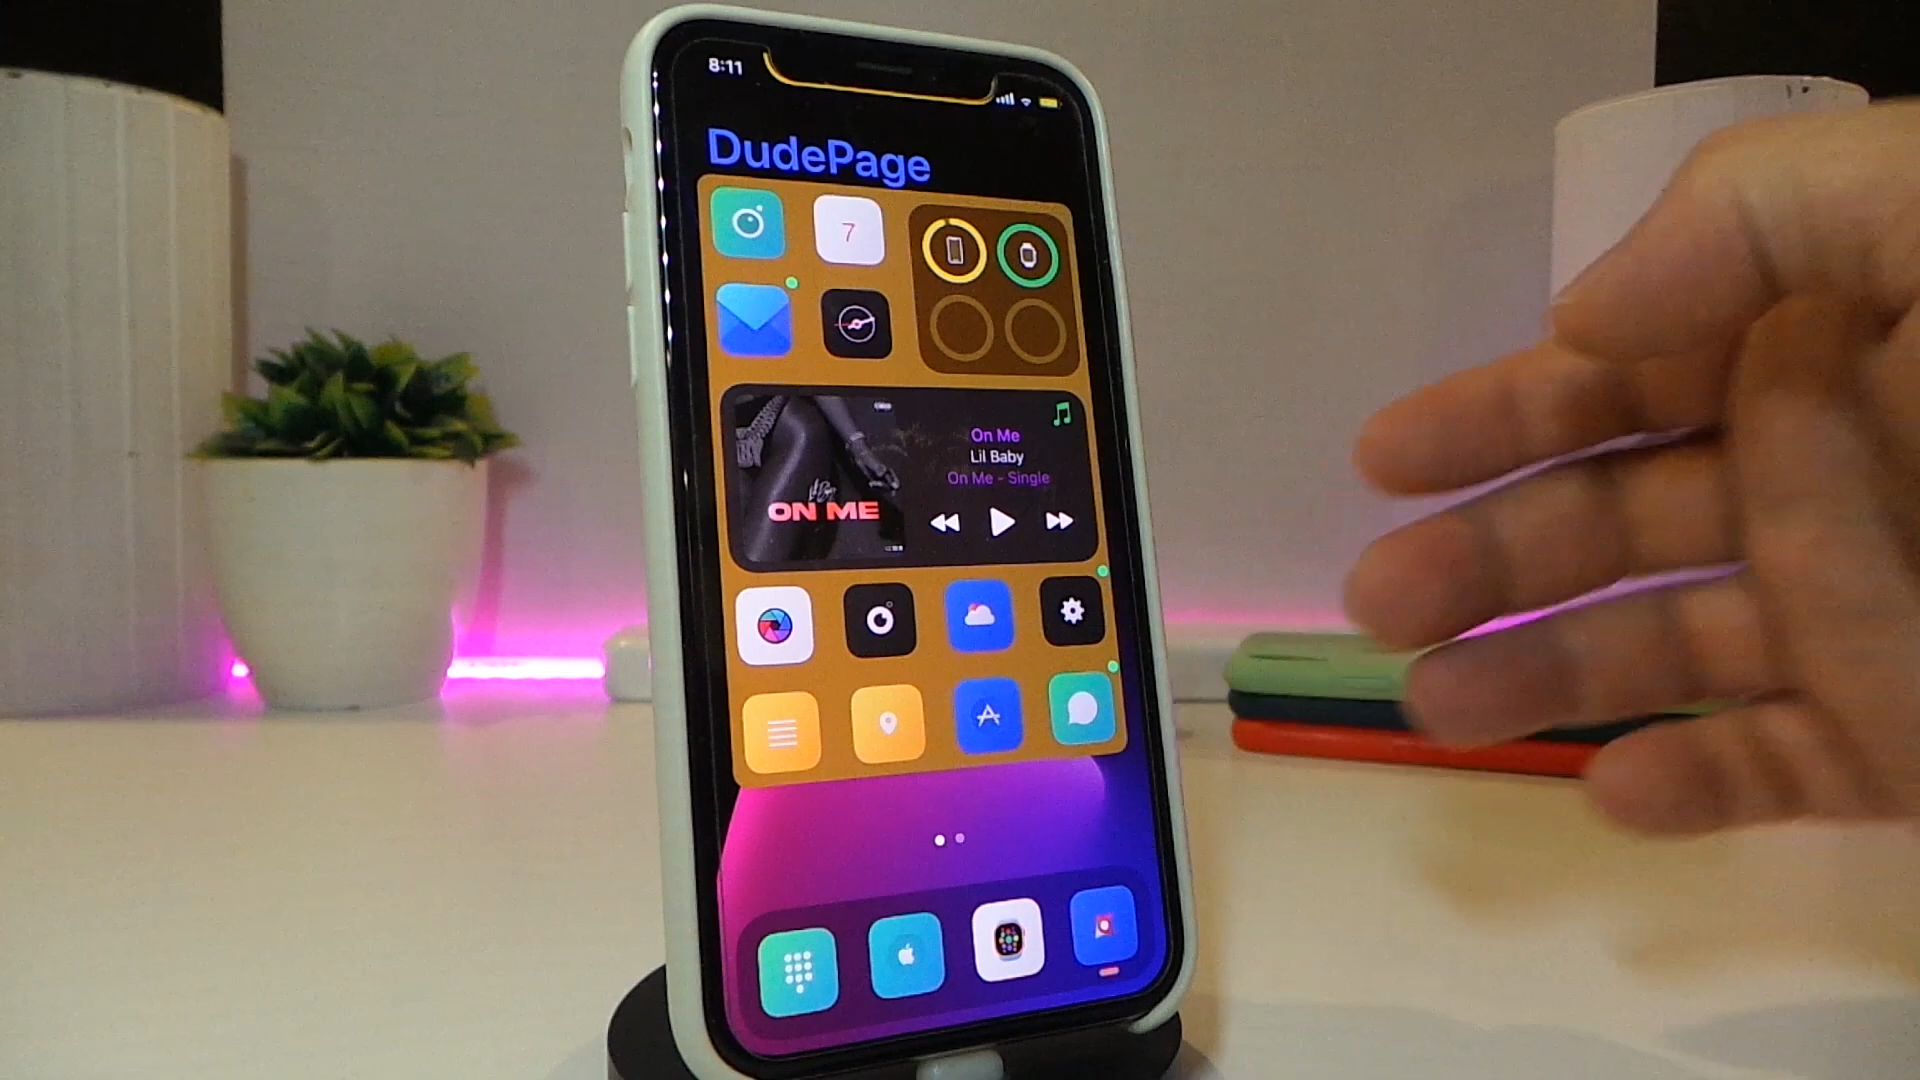 8:11
DudePage
7
On Me
Lil Baby
On Me - Single
ON ME